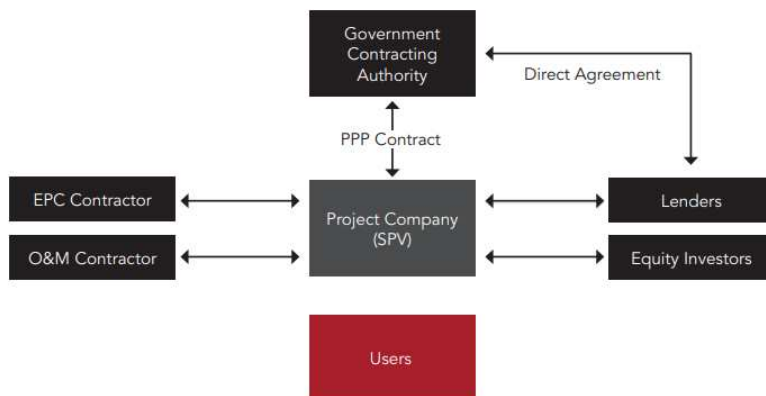 Government
Contracting
Authority
Direct Agreement
PPP Contract
EPC Contractor
Project Company
(SPV)
Lenders
O&M Contractor
Equity Investors
Users